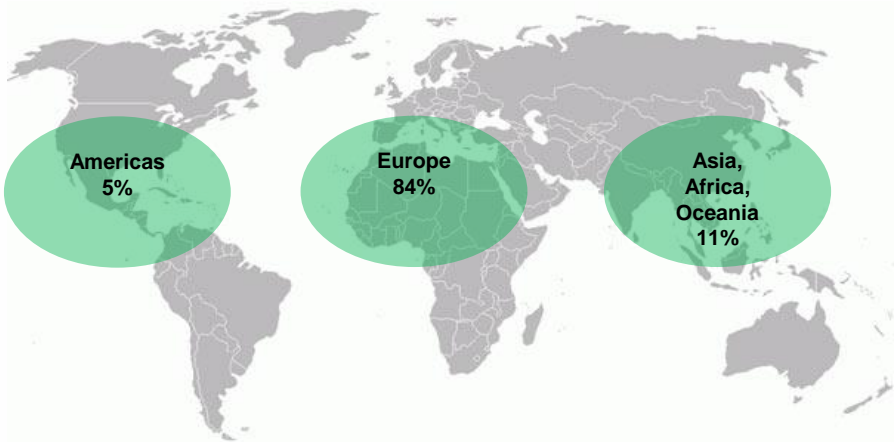 Americas
5%
Europe
84%
Asia,
Africa,
Oceania
11%